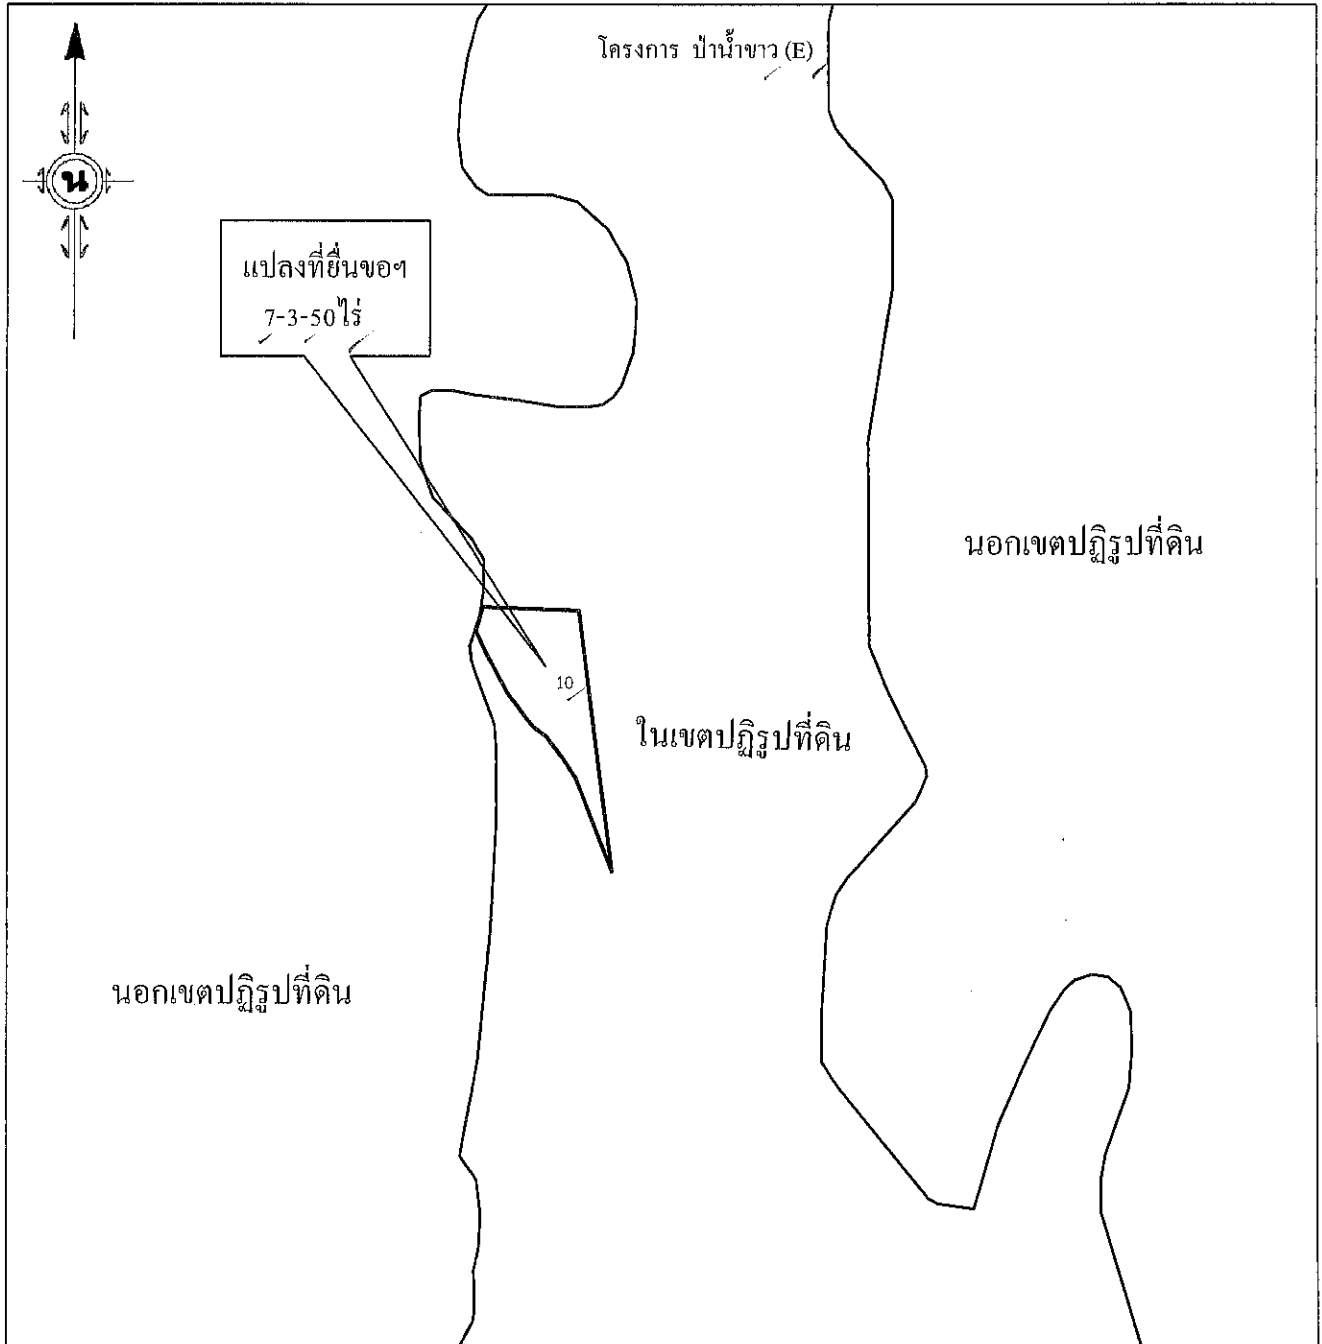 โครงการ ป่าน้ำขาว (E)
น
แปลงที่ยื่นขอฯ
7-3-50ไร่
นอกเขตปฏิรูปที่ดิน
10
ในเขตปฏิรูปที่ดิน
นอกเขตปฏิรูปที่ดิน